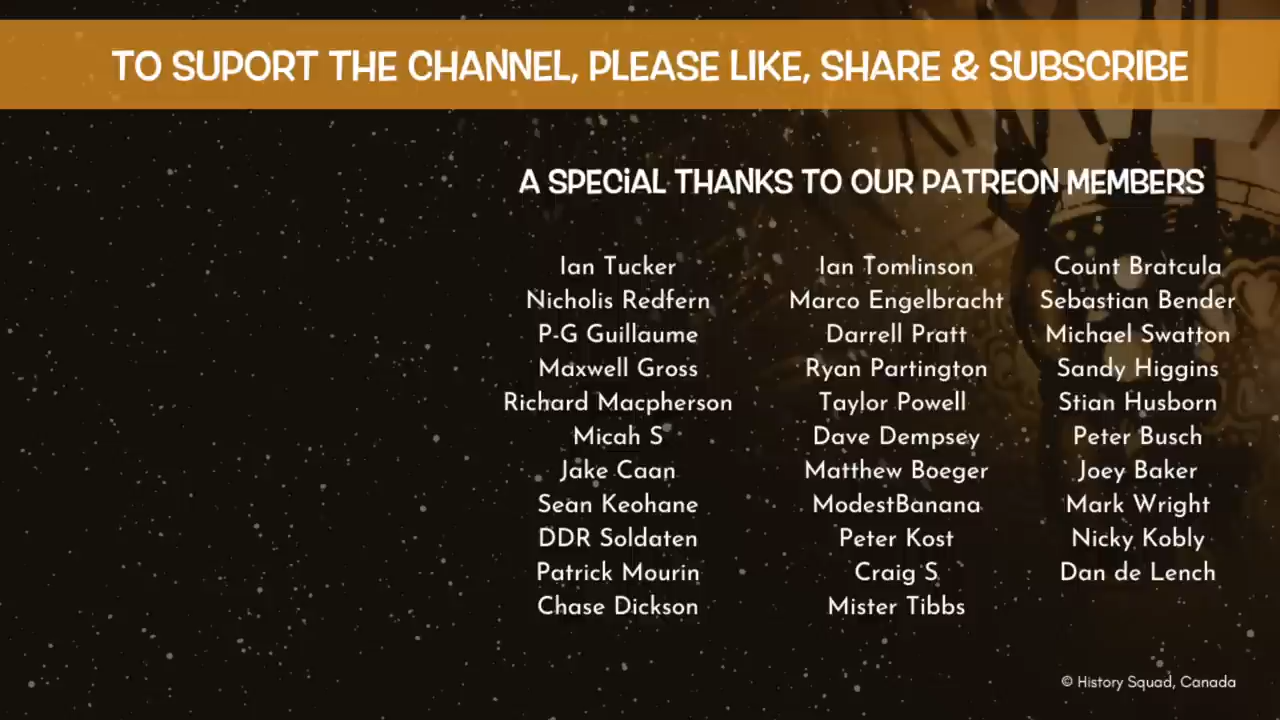 TO SUPORT THE CHANNEL, PLEASE LIKE, SHARE & SUBSCRIBE
A SPECiAL THANKS TO OUR PATREON MEMBERS
Ian Tucker
Nicholis Redfern
P-G Guillaume
Maxwell Gross
Richard Macpherson
Micah S
Jake Caan
Sean Keohane
DDR Soldaten
Patrick Mourin
Chase Dickson
Ian Tomlinson
Marco Engelbracht
Darrell Pratt
Ryan Partington
Taylor Powell
Dave Dempsey
Matthew Boeger
ModestBanana
Peter Kost
Craig S
Mister Tibbs
Count Bratcula
Sebastian Bender
Michael Swatton
Sandy Higgins
Stian Husborn
Peter Busch
Joey Baker
Mark Wright
Nicky Kobly
Dan de Lench
© History Squad, Canada